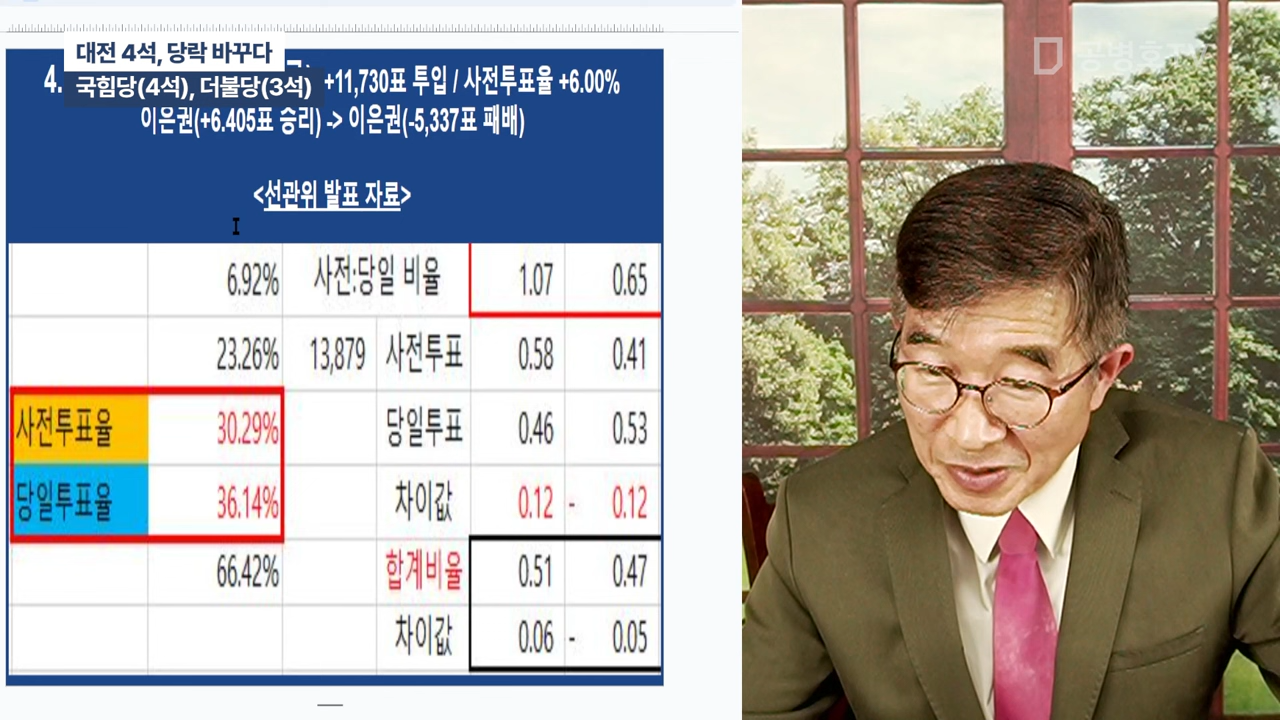 대전 4석, 당락 바꾸다
국힘당(4석), 더불당(3석)
4.
+11,730표 투입 / 사전투표율 +6.00%
이은권(+6.405표 승리) -> 이은권(-5,337표 패배)
<선관위 발표 자료>
6.92% 사전:당일 비율 1.07 0.65
23.26% 13,879 사전투표 0.58 0.41
사전투표율 30.29% 당일투표 0.46 0.53
당일투표율 36.14% 차이값 0.12 - 0.12
66.42% 합계비율 0.51 0.47
차이값 0.06 - 0.05